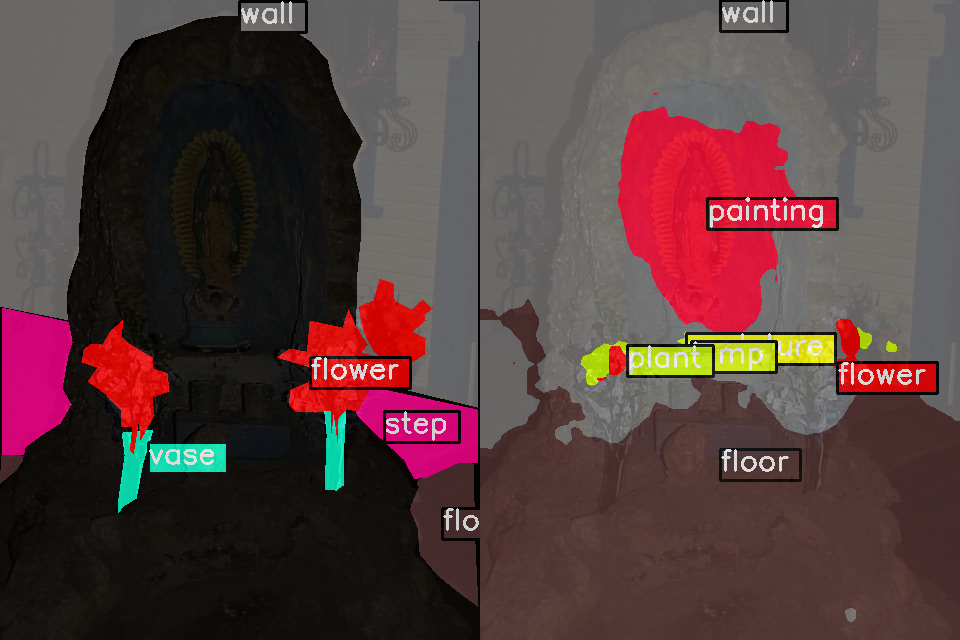 wall
flower
step
vase
flo
wall
painting
ure
plant
mp
flower
floor